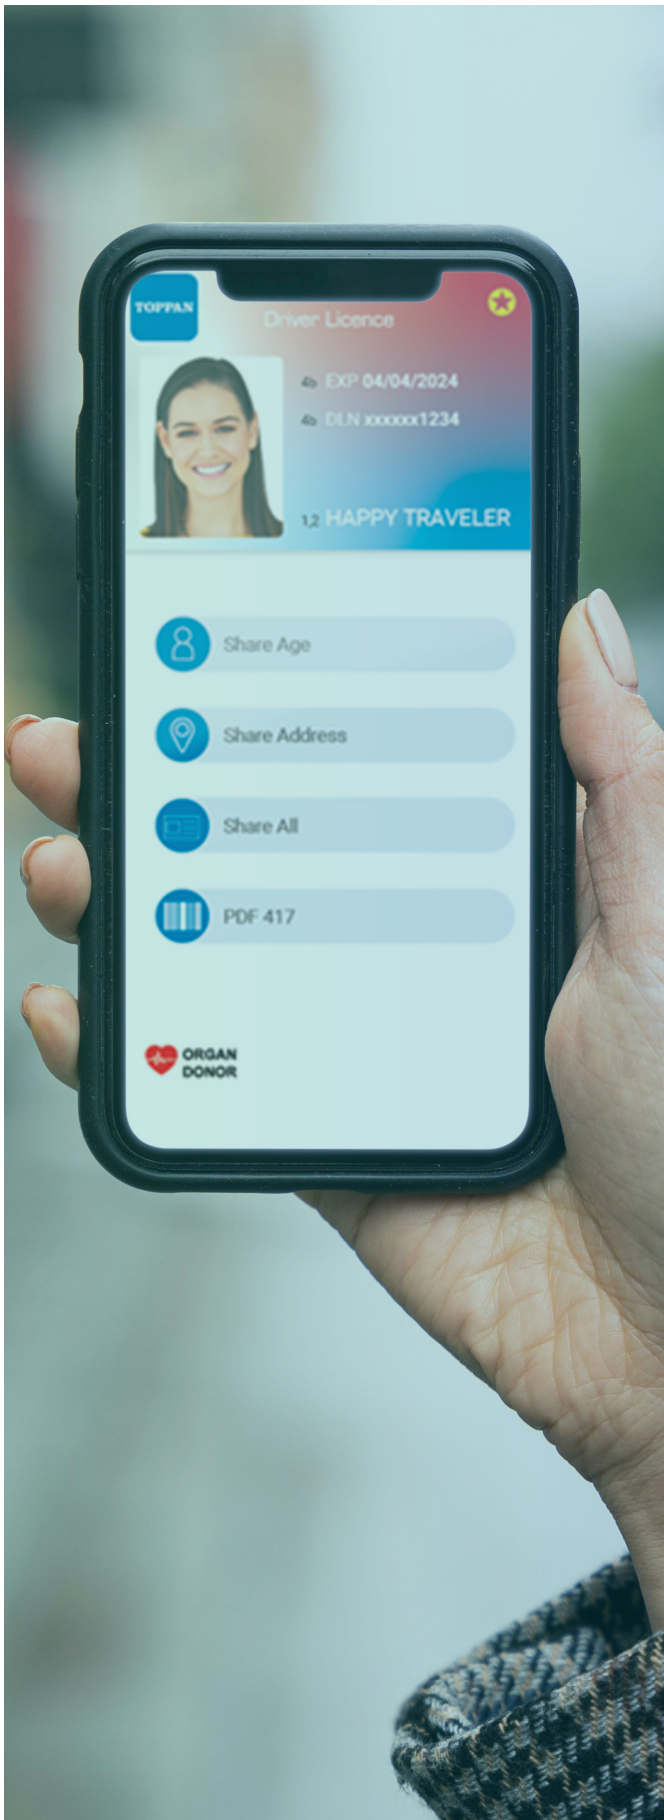 TOPPAN
Driver Licence
4b EXP 04/04/2024
4b DLN xxxxxx1234
1,2 HAPPY TRAVELER
Share Age
Share Address
Share All
PDF 417
ORGAN
DONOR